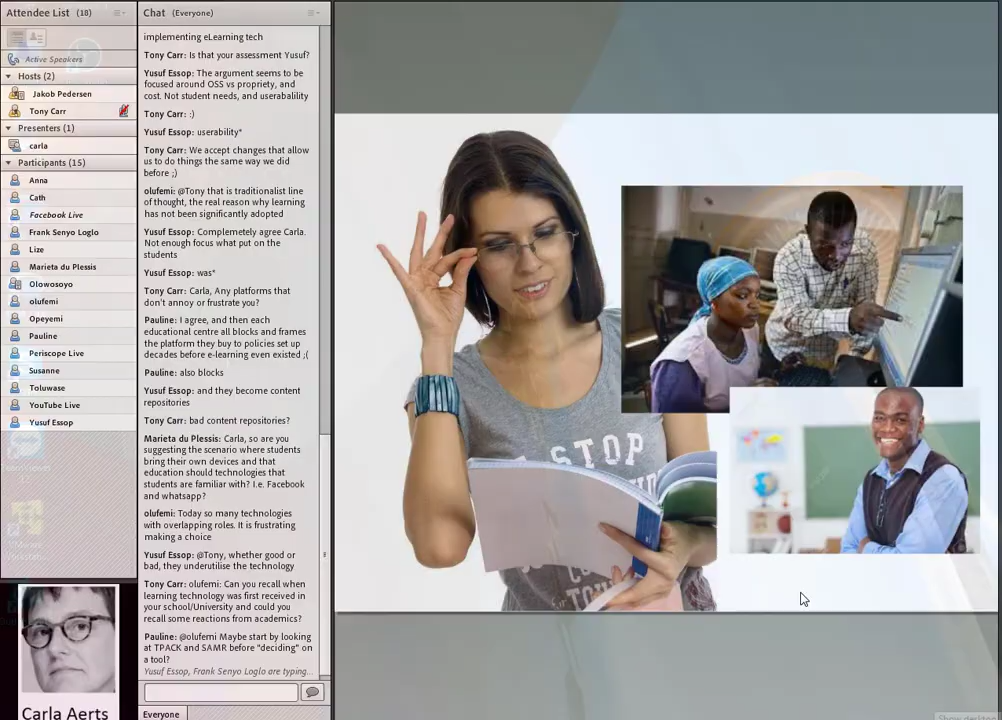 Attendee List (18)
Active Speakers
Hosts (2)
Jakob Pedersen
Tony Carr
Presenters (1)
carla
Participants (15)
Anna
Cath
Facebook Live
Frank Senyo Loglo
Lize
Marieta du Plessis
Olowosoyo
olufemi
Opeyemi
Pauline
Periscope Live
Susanne
Toluwase
YouTube Live
Yusuf Essop
Carla Aerts
Chat (Everyone)
implementing eLearning tech
Tony Carr: Is that your assessment Yusuf?
Yusuf Essop: The argument seems to be
focused around OSS vs propriety, and
cost. Not student needs, and userabalility
Tony Carr: :)
Yusuf Essop: userability*
Tony Carr: We accept changes that allow
us to do things the same way we did
before ;)
olufemi: @Tony that is traditionalist line
of thought, the real reason why learning
has not been significantly adopted
Yusuf Essop: Complemetely agree Carla.
Not enough focus what put on the
students
Yusuf Essop: was*
Tony Carr: Carla, Any platforms that
don't annoy or frustrate you?
Pauline: I agree, and then each
educational centre all blocks and frames
the platform they buy to policies set up
decades before e-learning even existed ;(
Pauline: also blocks
Yusuf Essop: and they become content
repositories
Tony Carr: bad content repositories?
Marieta du Plessis: Carla, so are you
suggesting the scenario where students
bring their own devices and that
education should technologies that
students are familiar with? I.e. Facebook
and whatsapp?
olufemi: Today so many technologies
with overlapping roles. It is frustrating
making a choice
Yusuf Essop: @Tony, whether good or
bad, they underutilise the technology
Tony Carr: olufemi: Can you recall when
learning technology was first received in
your school/University and could you
recall some reactions from academics?
Pauline: @olufemi Maybe start by looking
at TPACK and SAMR before "deciding" on
a tool?
Yusuf Essop, Frank Senyo Loglo are typing...
Everyone
STOP
Show desktop